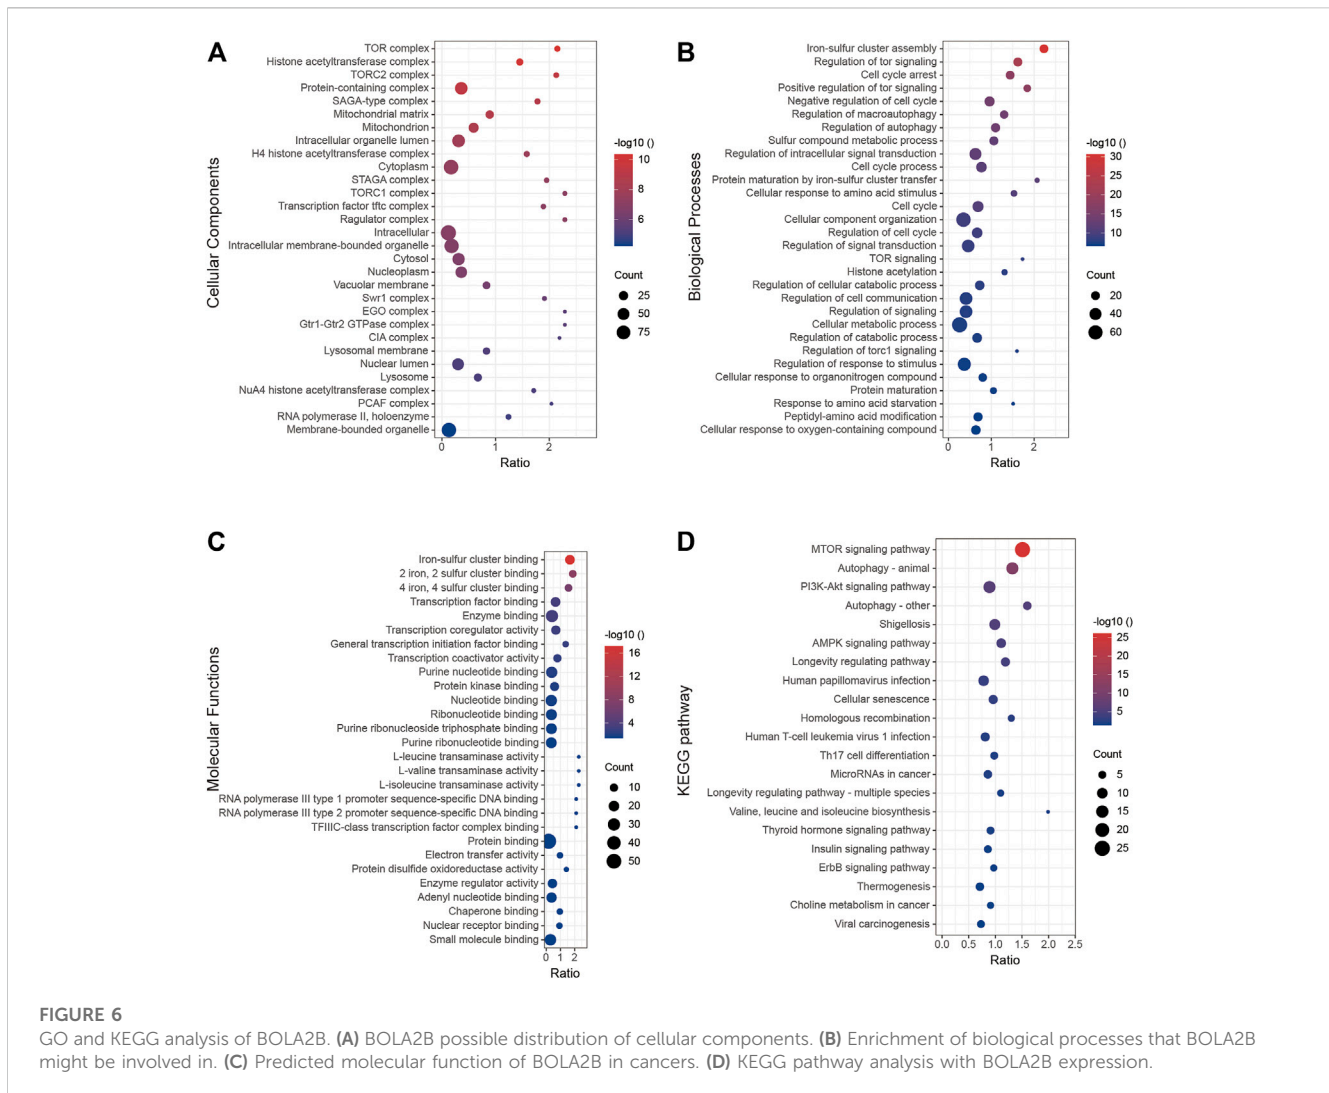 A
Cellular Components
TOR complex
Histone acetyltransferase complex
TORC2 complex
Protein-containing complex
SAGA-type complex
Mitochondrial matrix
Mitochondrion
Intracellular organelle lumen
H4 histone acetyltransferase complex
Cytoplasm
STAGA complex
TORC1 complex
Transcription factor tftc complex
Ragulator complex
Intracellular
Intracellular membrane-bounded organelle
Cytosol
Nucleoplasm
Vacuolar membrane
Swr1 complex
EGO complex
Gtr1-Gtr2 GTPase complex
CIA complex
Lysosomal membrane
Nuclear lumen
Lysosome
NuA4 histone acetyltransferase complex
PCAF complex
RNA polymerase II, holoenzyme
Membrane-bounded organelle
0 1 2
Ratio
-log10 ()
10
8
6
Count
25
50
75
B
Biological Processes
Iron-sulfur cluster assembly
Regulation of tor signaling
Cell cycle arrest
Positive regulation of tor signaling
Negative regulation of cell cycle
Regulation of macroautophagy
Regulation of autophagy
Sulfur compound metabolic process
Regulation of intracellular signal transduction
Cell cycle process
Protein maturation by iron-sulfur cluster transfer
Cellular response to amino acid stimulus
Cell cycle
Cellular component organization
Regulation of cell cycle
Regulation of signal transduction
TOR signaling
Histone acetylation
Regulation of cellular catabolic process
Regulation of cell communication
Regulation of signaling
Cellular metabolic process
Regulation of catabolic process
Regulation of torc1 signaling
Regulation of response to stimulus
Cellular response to organonitrogen compound
Protein maturation
Response to amino acid starvation
Peptidyl-amino acid modification
Cellular response to oxygen-containing compound
0 1 2
Ratio
-log10 ()
30
25
20
15
10
Count
20
40
60
C
Molecular Functions
Iron-sulfur cluster binding
2 iron, 2 sulfur cluster binding
4 iron, 4 sulfur cluster binding
Transcription factor binding
Enzyme binding
Transcription coregulator activity
General transcription initiation factor binding
Transcription coactivator activity
Purine nucleotide binding
Protein kinase binding
Nucleotide binding
Ribonucleotide binding
Purine ribonucleoside triphosphate binding
Purine ribonucleotide binding
L-leucine transaminase activity
L-valine transaminase activity
L-isoleucine transaminase activity
RNA polymerase III type 1 promoter sequence-specific DNA binding
RNA polymerase III type 2 promoter sequence-specific DNA binding
TFIIIC-class transcription factor complex binding
Protein binding
Electron transfer activity
Protein disulfide oxidoreductase activity
Enzyme regulator activity
Adenyl nucleotide binding
Chaperone binding
Nuclear receptor binding
Small molecule binding
0 1 2
Ratio
-log10 ()
16
12
8
4
Count
10
20
30
40
50
D
KEGG pathway
MTOR signaling pathway
Autophagy - animal
PI3K-Akt signaling pathway
Autophagy - other
Shigellosis
AMPK signaling pathway
Longevity regulating pathway
Human papillomavirus infection
Cellular senescence
Homologous recombination
Human T-cell leukemia virus 1 infection
Th17 cell differentiation
MicroRNAs in cancer
Longevity regulating pathway - multiple species
Valine, leucine and isoleucine biosynthesis
Thyroid hormone signaling pathway
Insulin signaling pathway
ErbB signaling pathway
Thermogenesis
Choline metabolism in cancer
Viral carcinogenesis
0.0 0.5 1.0 1.5 2.0 2.5
Ratio
-log10 ()
25
20
15
10
5
Count
5
10
15
20
25
FIGURE 6
GO and KEGG analysis of BOLA2B. (A) BOLA2B possible distribution of cellular components. (B) Enrichment of biological processes that BOLA2B
might be involved in. (C) Predicted molecular function of BOLA2B in cancers. (D) KEGG pathway analysis with BOLA2B expression.